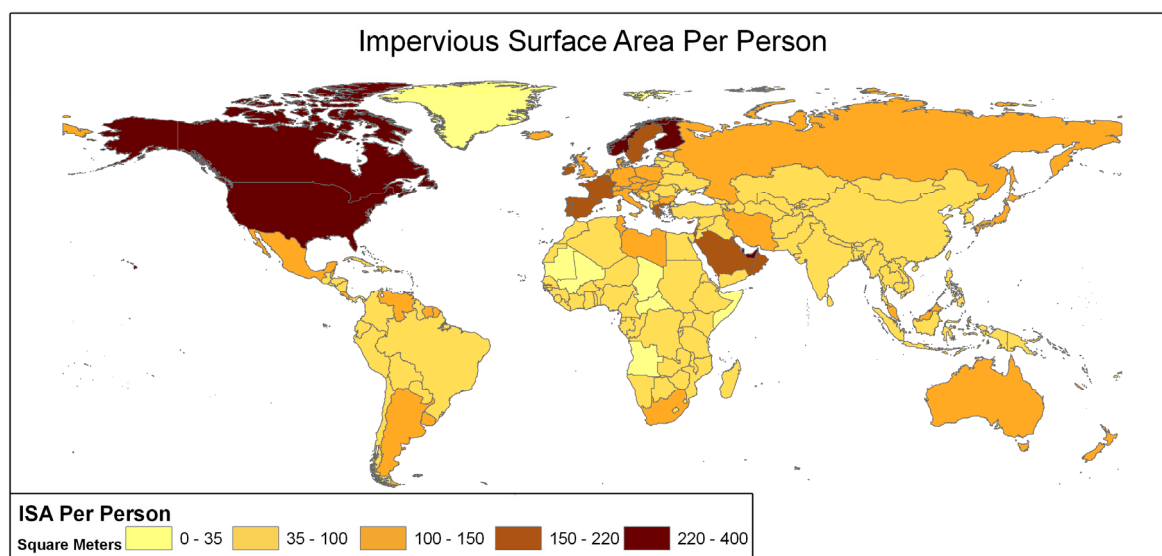 Impervious Surface Area Per Person
ISA Per Person
Square Meters 0 - 35 35 - 100 100 - 150 150 - 220 220 - 400